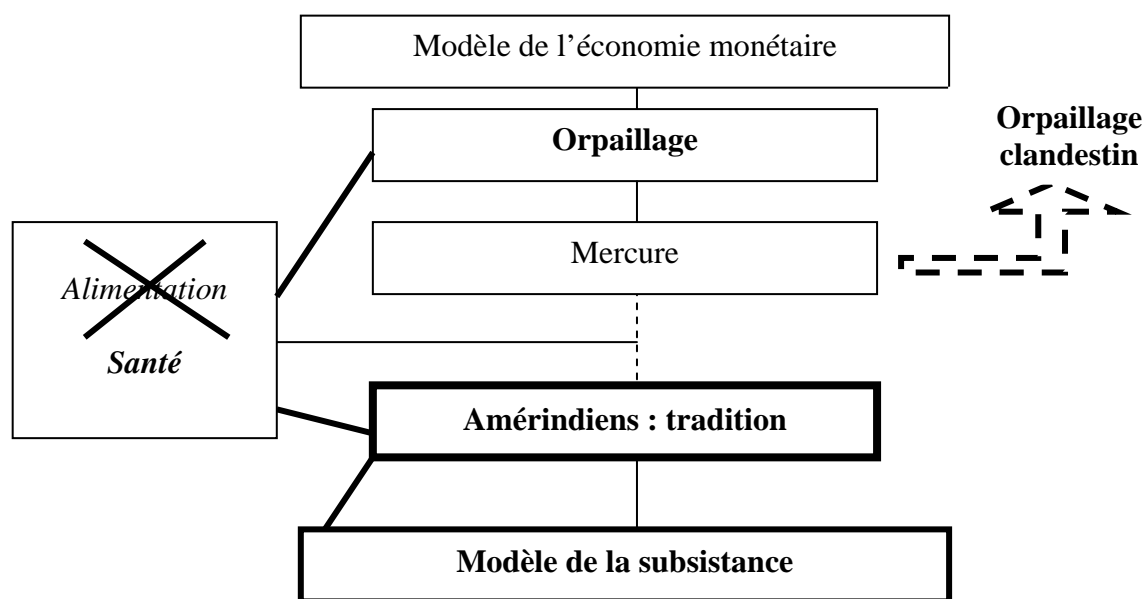 Modèle de l’économie monétaire
Orpaillage
Orpaillage
clandestin
Mercure
Alimentation
Santé
Amérindiens : tradition
Modèle de la subsistance